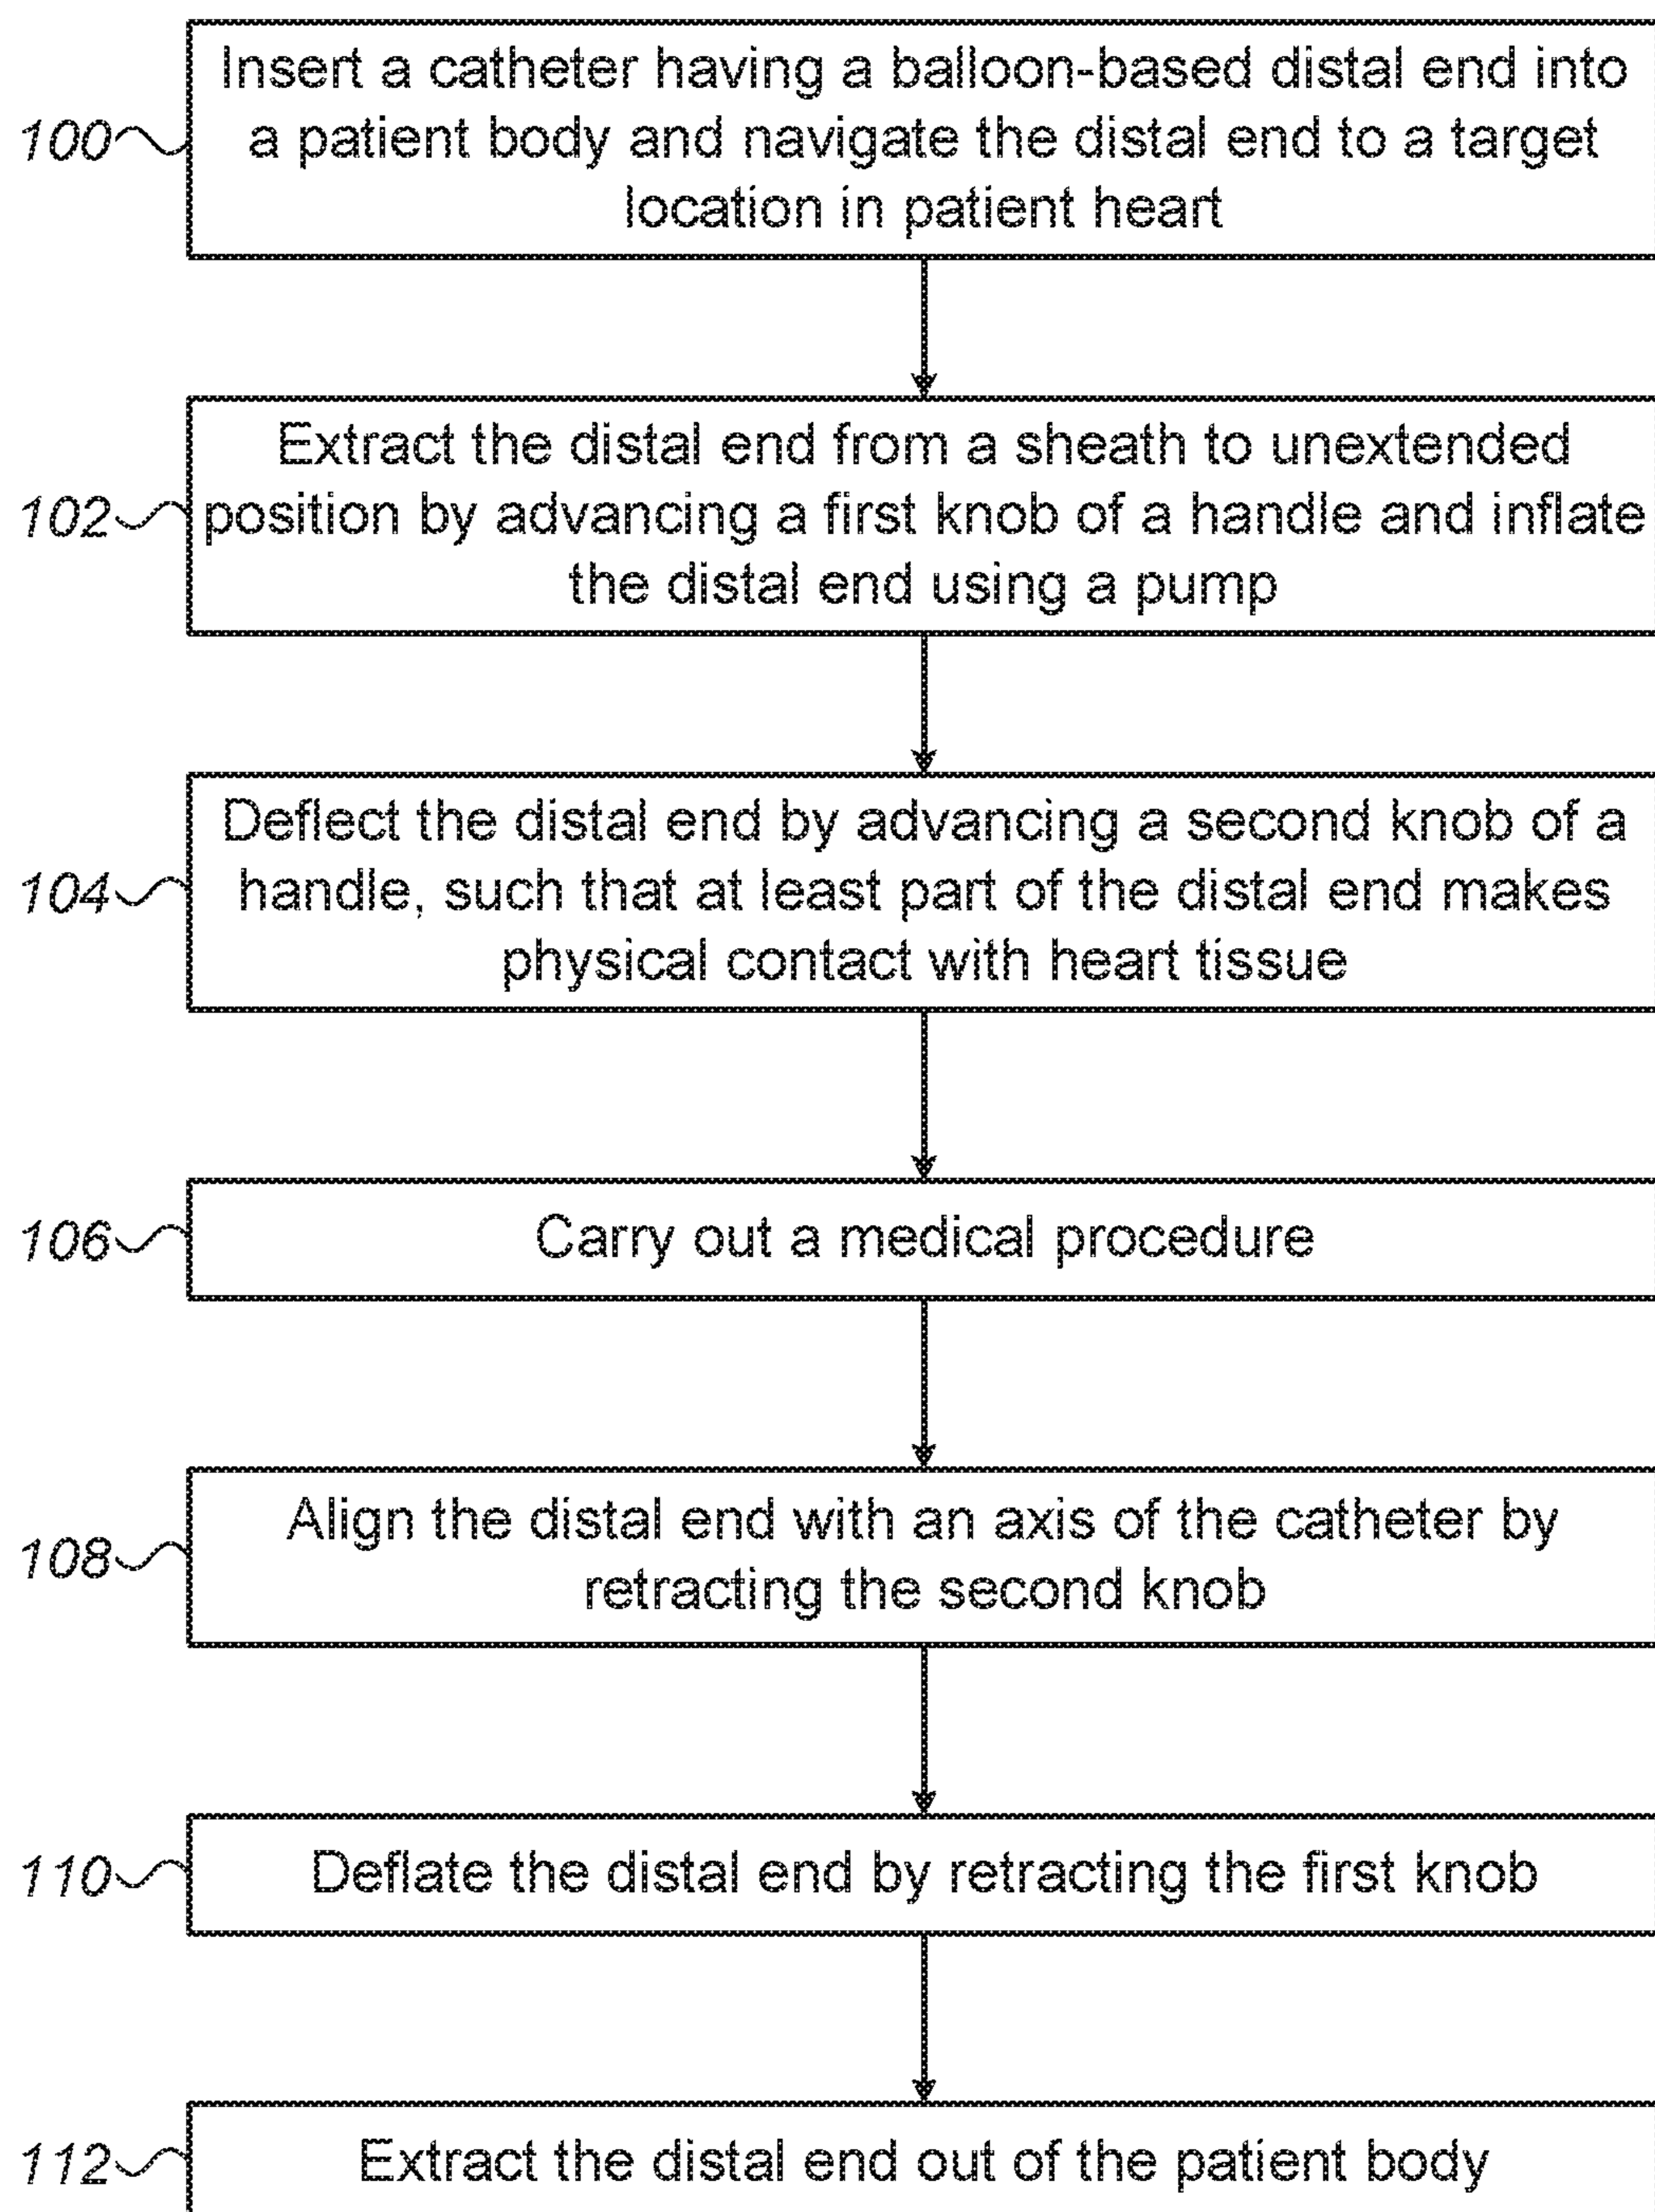 Insert a catheter having a balloon-based distal end into
100
a patient body and navigate the distal end to a target
location in patient heart
Extract the distal end from a sheath to unextended
102
position by advancing a first knob of a handle and inflate
the distal end using a pump
Deflect the distal end by advancing a second knob of a
104
handle, such that at least part of the distal end makes
physical contact with heart tissue
106
Carry out a medical procedure
108
Align the distal end with an axis of the catheter by
retracting the second knob
110
Deflate the distal end by retracting the first knob
112
Extract the distal end out of the patient body